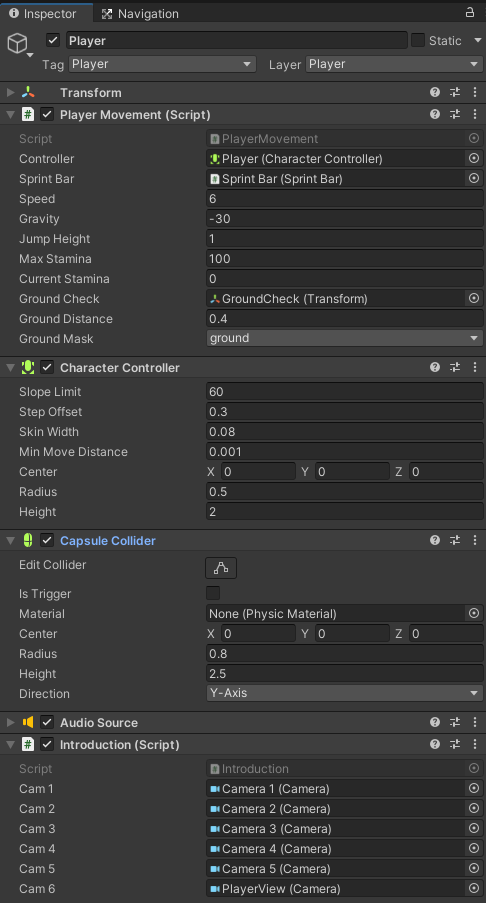 Inspector Navigation
Player Static
Tag Player Layer Player
Transform
Player Movement (Script)
Script PlayerMovement
Controller Player (Character Controller)
Sprint Bar Sprint Bar (Sprint Bar)
Speed 6
Gravity -30
Jump Height 1
Max Stamina 100
Current Stamina 0
Ground Check GroundCheck (Transform)
Ground Distance 0.4
Ground Mask ground
Character Controller
Slope Limit 60
Step Offset 0.3
Skin Width 0.08
Min Move Distance 0.001
Center X 0 Y 0 Z 0
Radius 0.5
Height 2
Capsule Collider
Edit Collider
Is Trigger
Material None (Physic Material)
Center X 0 Y 0 Z 0
Radius 0.8
Height 2.5
Direction Y-Axis
Audio Source
Introduction (Script)
Script Introduction
Cam 1 Camera 1 (Camera)
Cam 2 Camera 2 (Camera)
Cam 3 Camera 3 (Camera)
Cam 4 Camera 4 (Camera)
Cam 5 Camera 5 (Camera)
Cam 6 PlayerView (Camera)